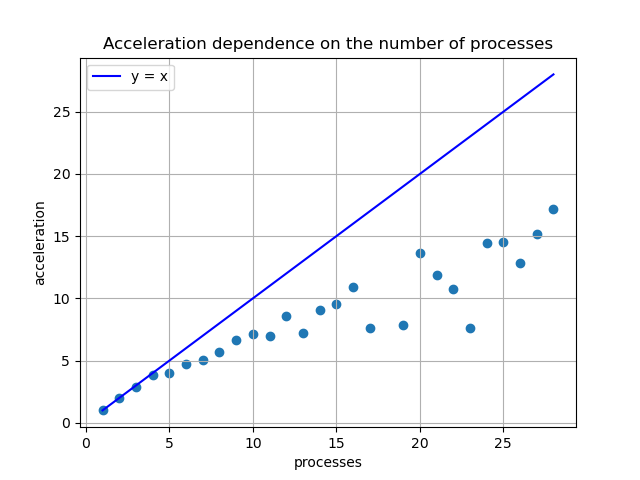 Acceleration dependence on the number of processes
y = x
acceleration
25
20
15
10
5
0
0 5 10 15 20 25
processes